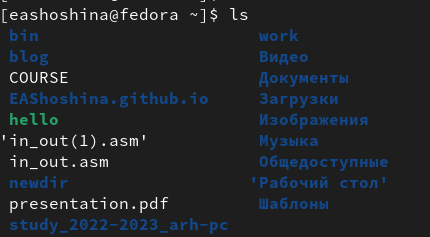 [eashoshina@fedora ~]$ ls
bin work
blog Видео
COURSE Документы
EAShoshina.github.io Загрузки
hello Изображения
'in_out(1).asm' Музыка
in_out.asm Общедоступные
newdir 'Рабочий стол'
presentation.pdf Шаблоны
study_2022-2023_arh-pc